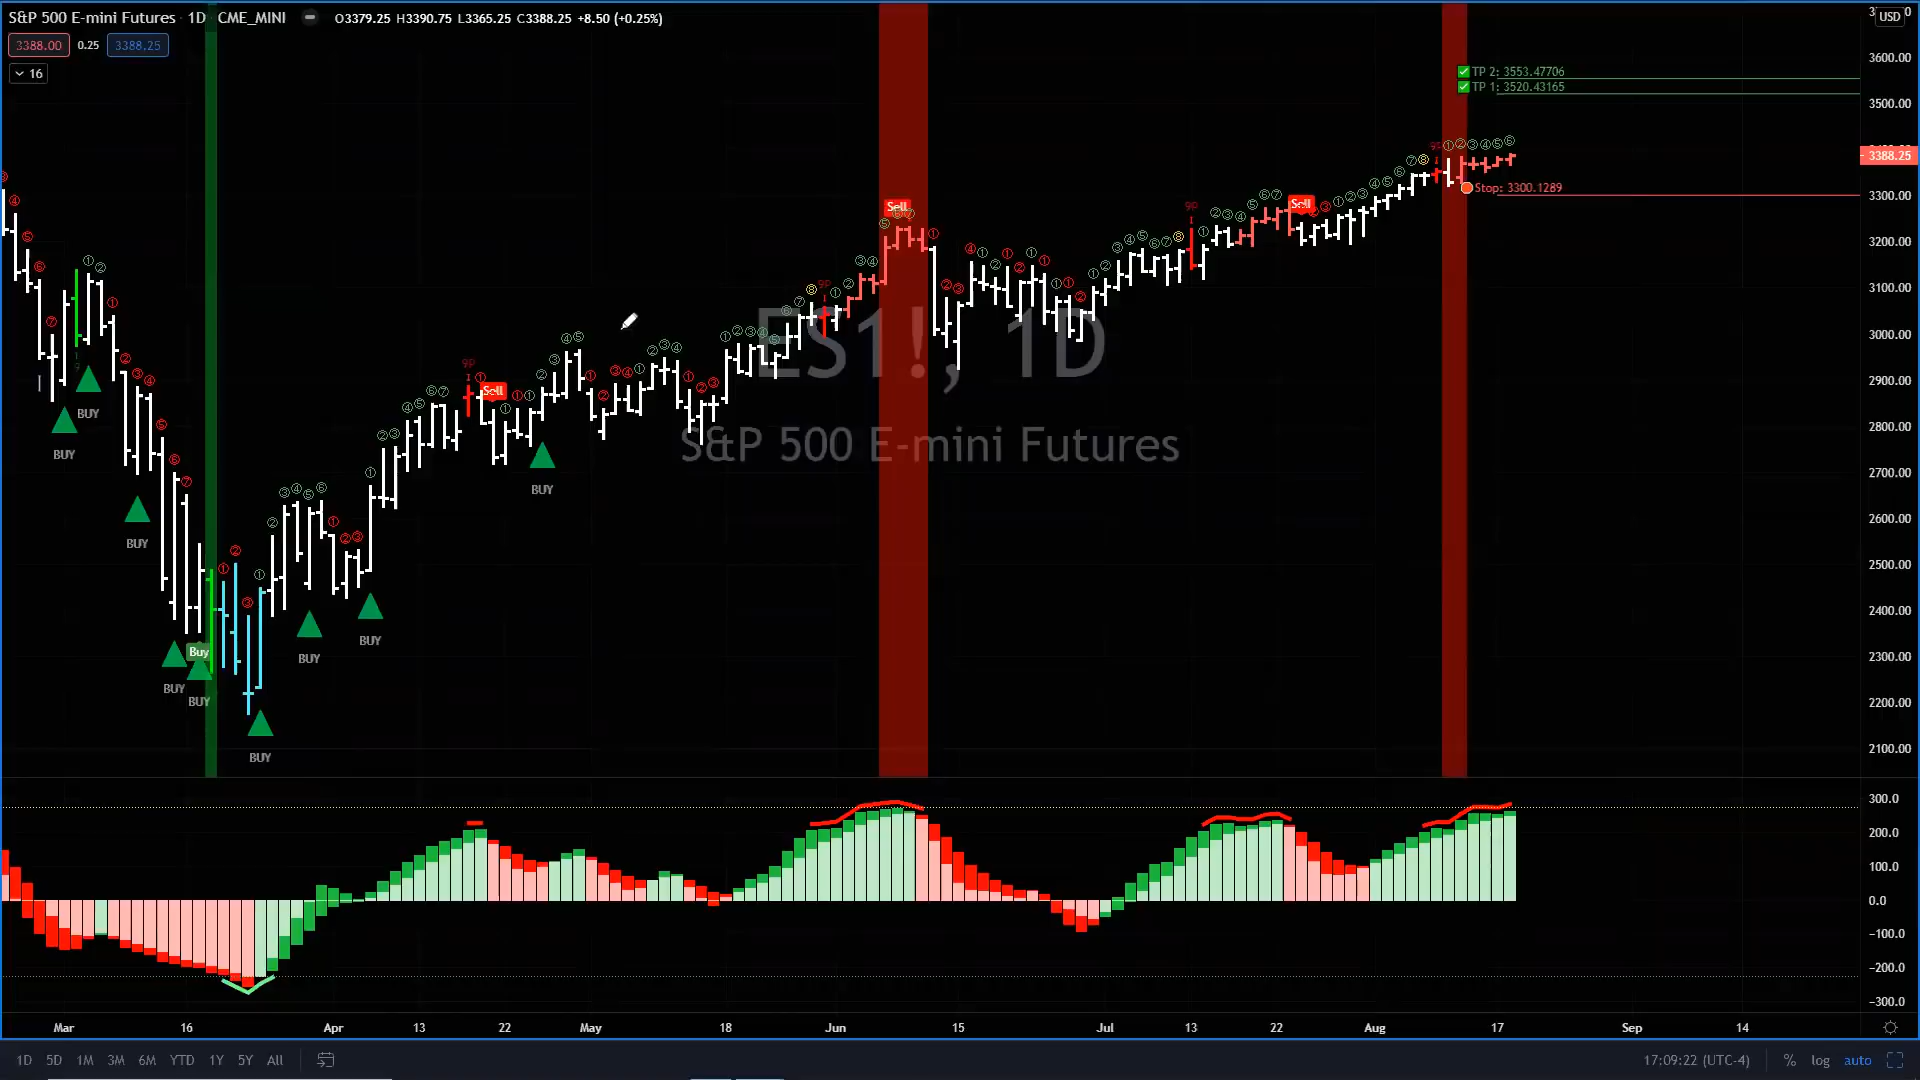 S&P 500 E-mini Futures 1D CME_MINI O3379.25 H3390.75 L3365.25 C3388.25 +8.50 (+0.25%)
3388.00 0.25 3388.25
16
USD
3600.00
3500.00
3388.25
3300.00
3200.00
3100.00
3000.00
2900.00
2800.00
2700.00
2600.00
2500.00
2400.00
2300.00
2200.00
2100.00
TP 2: 3553.47706
TP 1: 3520.43165
Stop: 3300.1289
Sell
Sell
Sell
ES1!, 1D
S&P 500 E-mini Futures
BUY
BUY
BUY
BUY
Buy
BUY
BUY
BUY
BUY
BUY
300.0
200.0
100.0
0.0
-100.0
-200.0
-300.0
Mar 16 Apr 13 22 May 18 Jun 15 Jul 13 22 Aug 17 Sep 14
1D 5D 1M 3M 6M YTD 1Y 5Y All
17:09:22 (UTC-4) % log auto